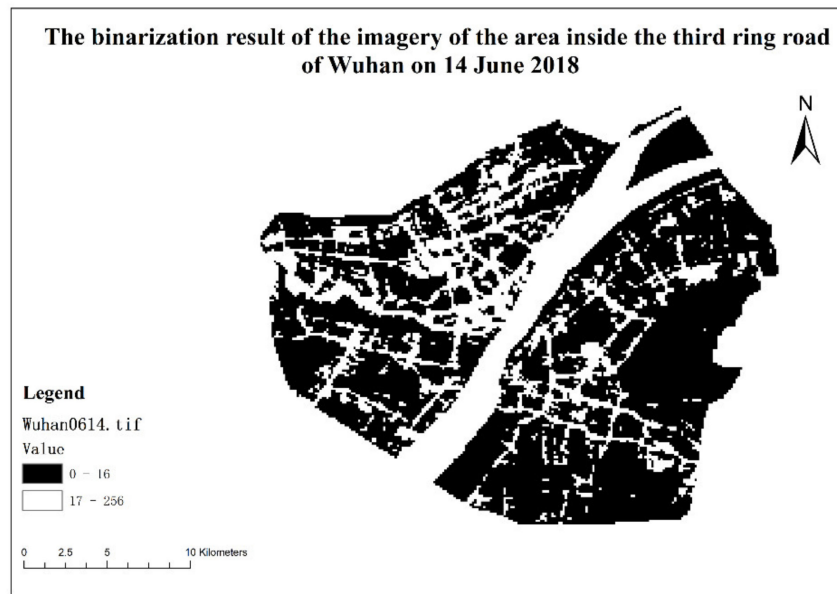 The binarization result of the imagery of the area inside the third ring road
of Wuhan on 14 June 2018
N
Legend
Wuhan0614.tif
Value
0 - 16
17 - 256
0 2.5 5 10 Kilometers